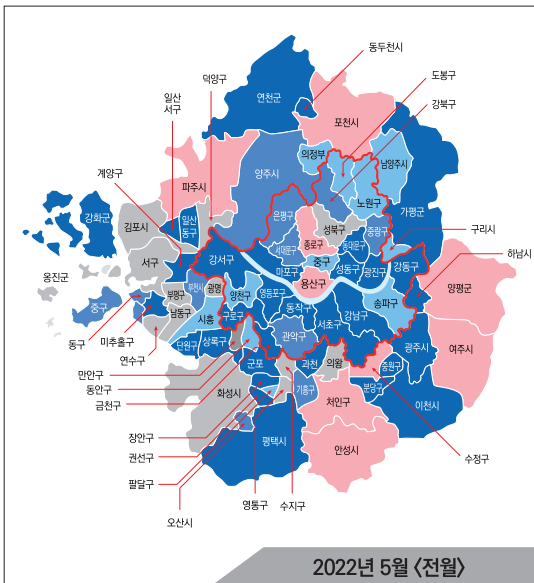 동두천시
덕양구
도봉구
연천군
일산
서구
강북구
포천시
의정부
남양주시
계양구
양주시
파주시
노원구
은평구
강화군
일산
동구
가평군
김포시
성북구
중랑구
구리시
종로구
서대문구
동대문구
서구
강서구
중구
하남시
마포구
성동구
광진구
강동구
옹진군
용산구
양평군
부평구
부천시
광명
양천구
영등포구
송파구
중구
남동구
동작구
강남구
시흥
구로구
서초구
동구
미추홀구
관악구
광주시
여주시
연수구
단원구
상록구
만안구
군포
과천
의왕
중원구
동안구
화성시
기흥구
분당구
이천시
금천구
처인구
장안구
평택시
안성시
수정구
권선구
팔달구
영통구
수지구
오산시
2022년 5월 〈전월〉